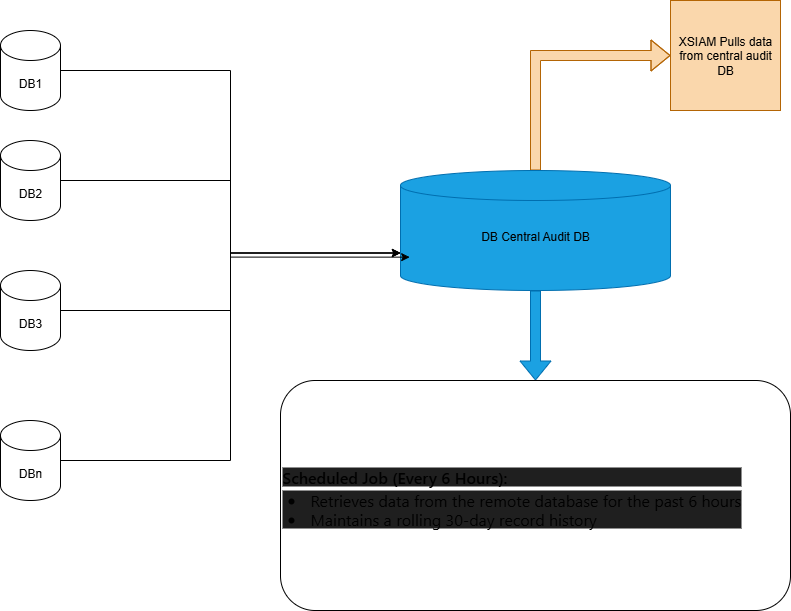 XSIAM Pulls data
from central audit
DB
DB1
DB2
DB Central Audit DB
DB3
DBn
Scheduled Job (Every 6 Hours):
• Retrieves data from the remote database for the past 6 hours
• Maintains a rolling 30-day record history